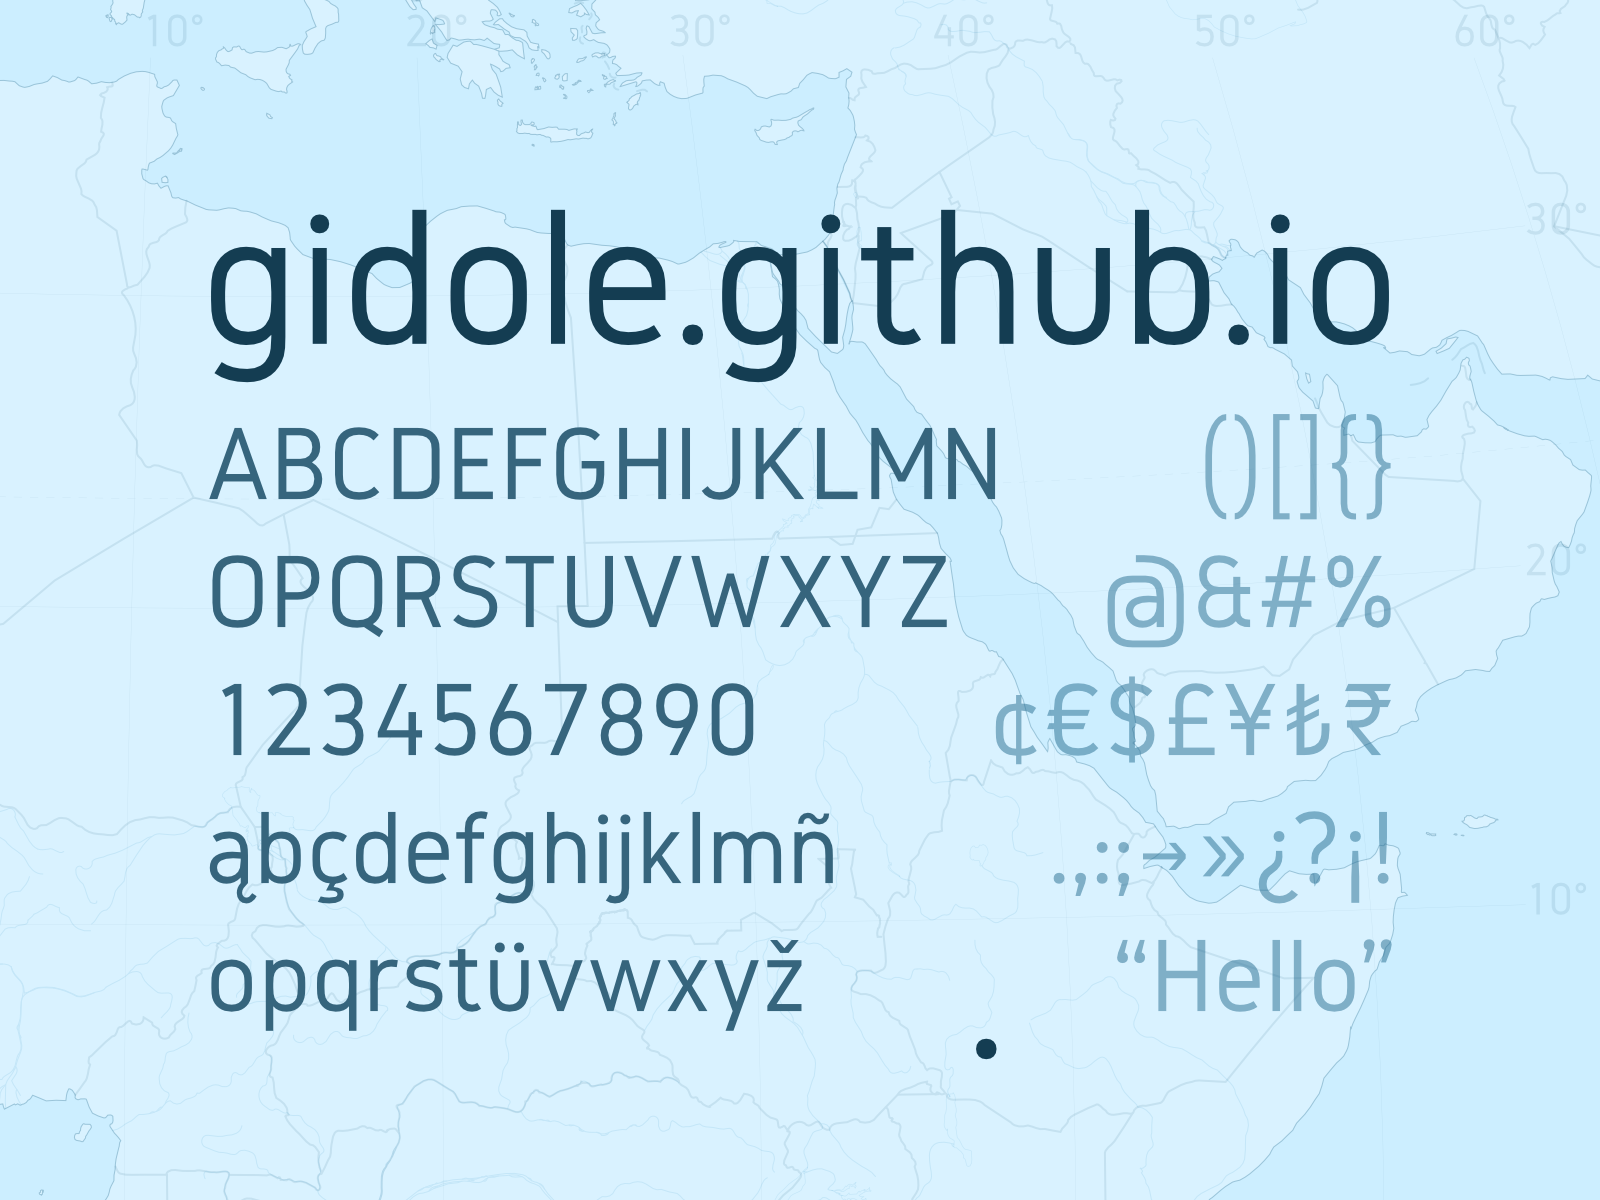 10° 20° 30° 40° 50° 60°
30°
gidole.github.io
ABCDEFGHIJKLMN ()[]{}
20°
OPQRSTUVWXYZ @&#%
1234567890 ¢€$£¥₺₹
ąbçdefghijklmñ .,:;→»¿?¡!
10°
opqrstüvwxyž “Hello”